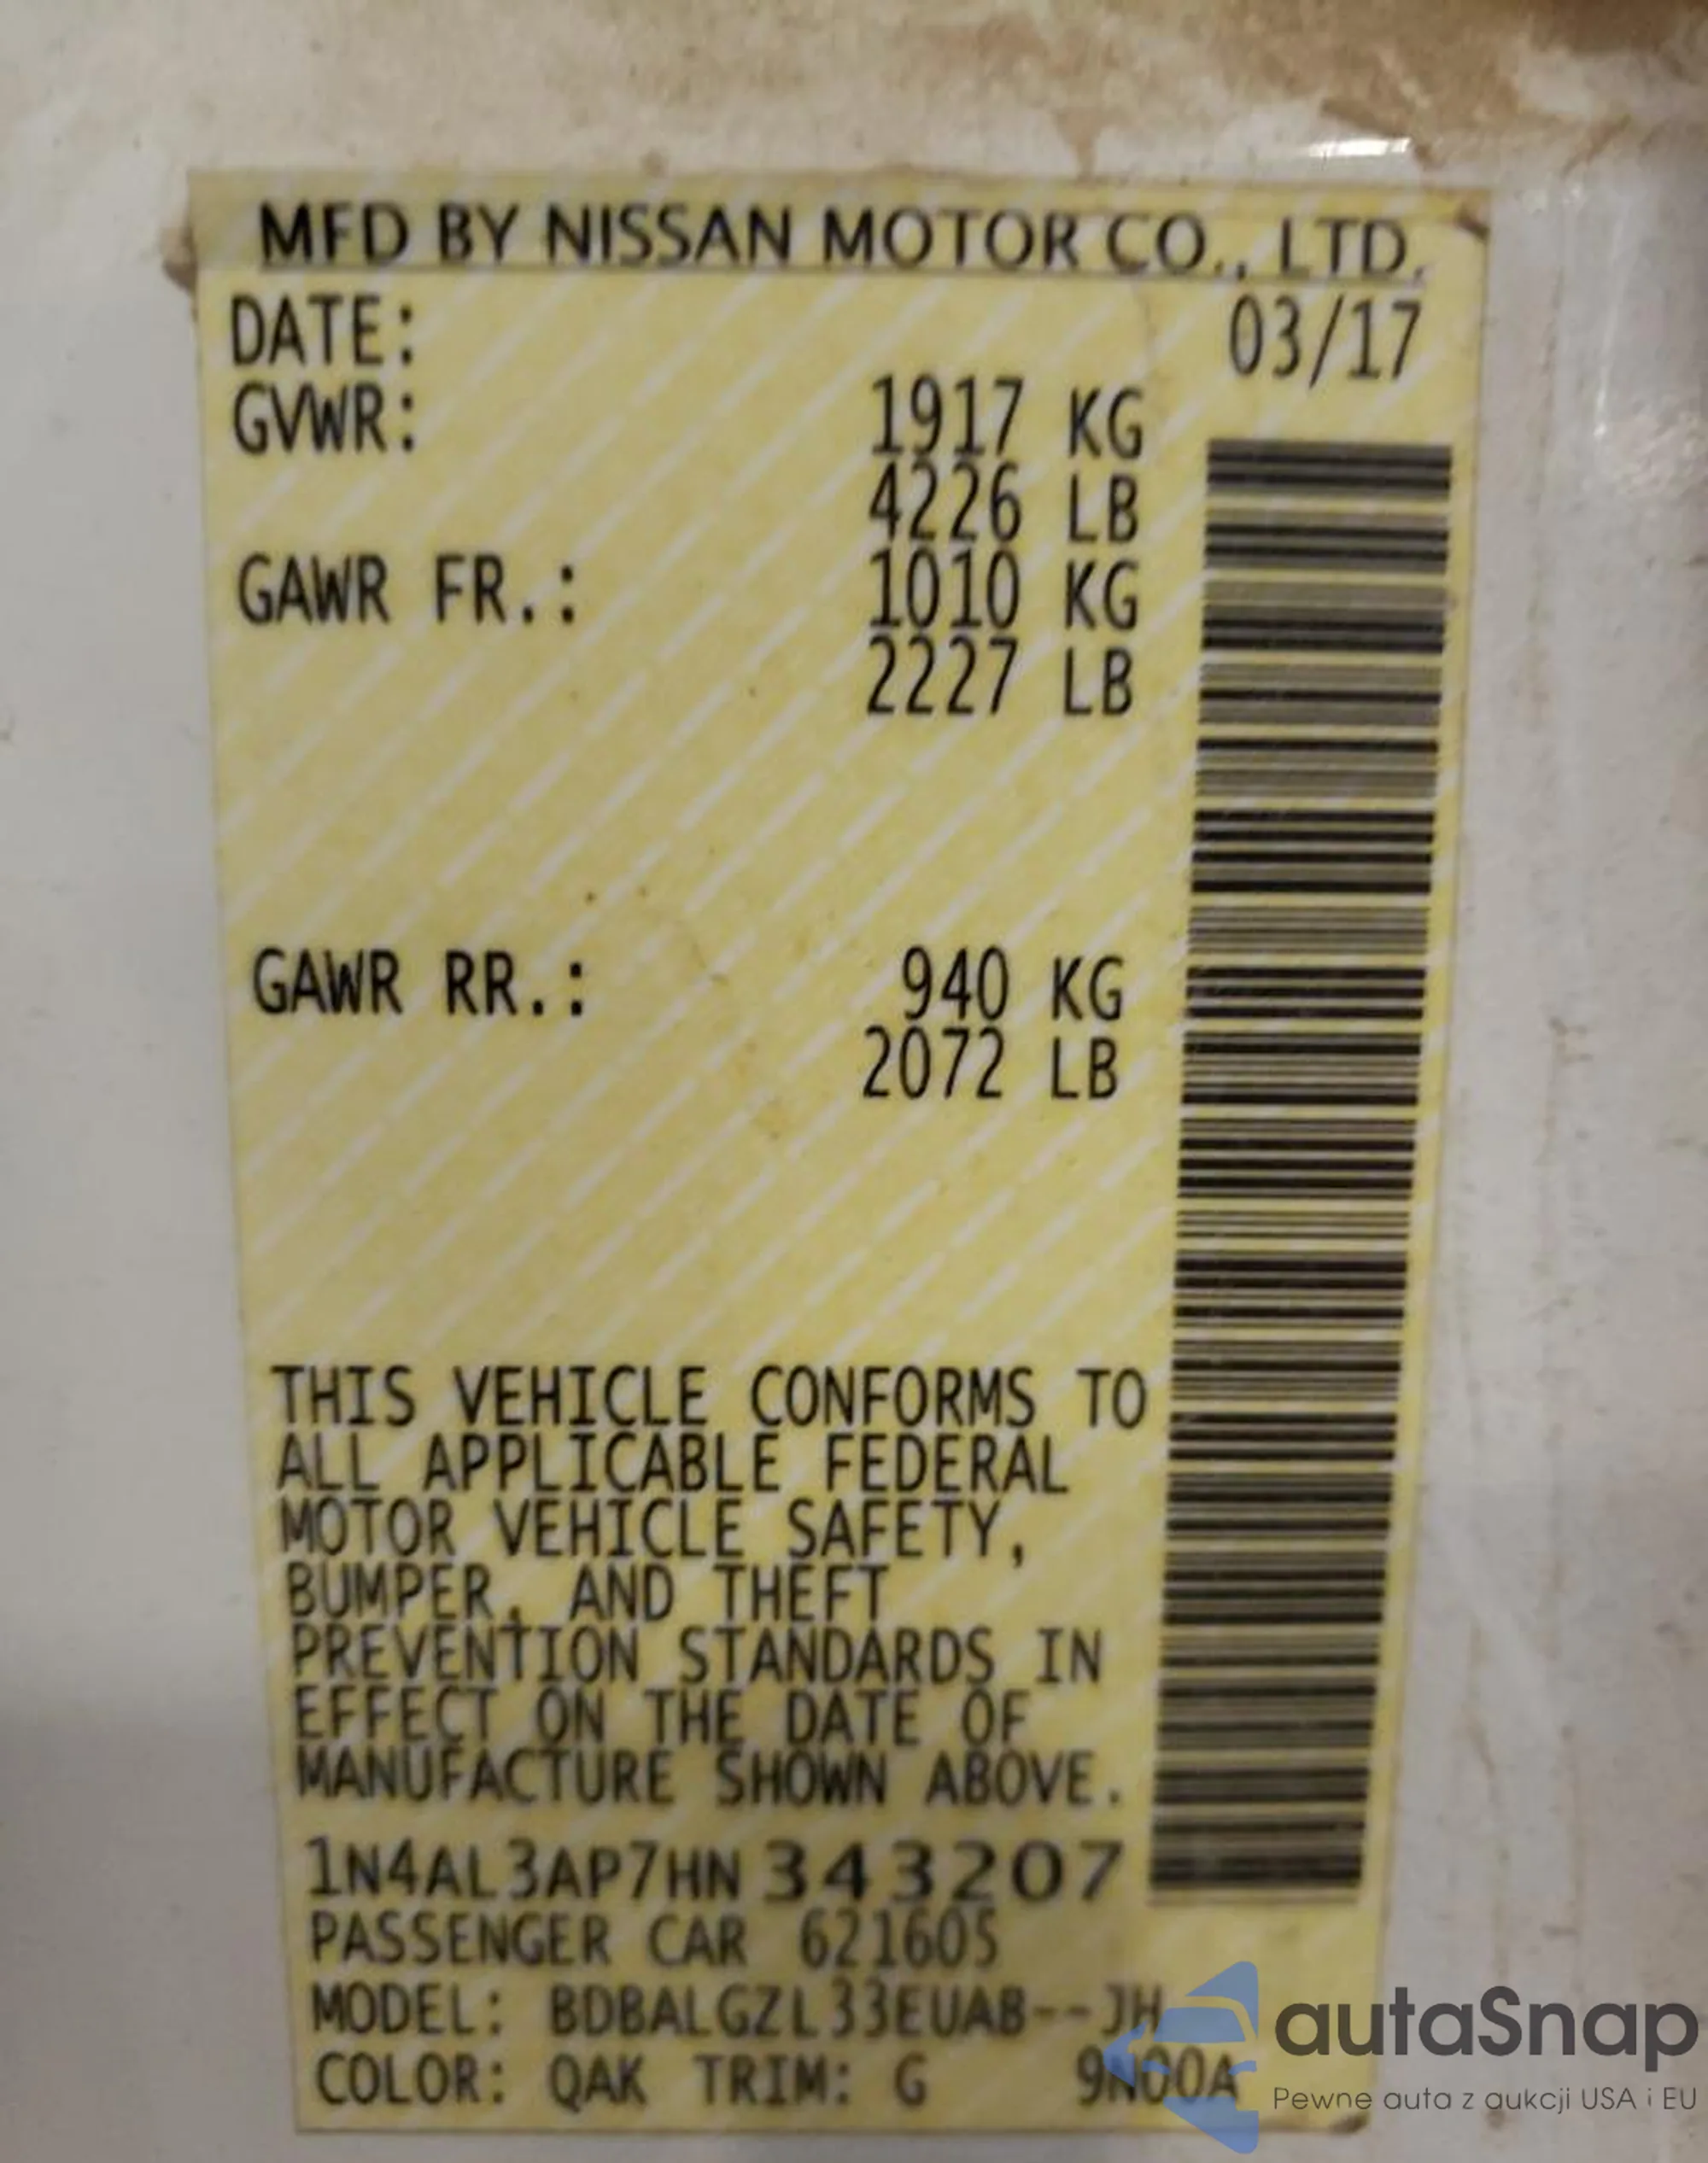 MFD BY NISSAN MOTOR CO., LTD.
DATE: 03/17
GVWR: 1917 KG
4226 LB
GAWR FR.: 1010 KG
2227 LB
GAWR RR.: 940 KG
2072 LB
THIS VEHICLE CONFORMS TO
ALL APPLICABLE FEDERAL
MOTOR VEHICLE SAFETY,
BUMPER, AND THEFT
PREVENTION STANDARDS IN
EFFECT ON THE DATE OF
MANUFACTURE SHOWN ABOVE.
1N4AL3AP7HN343207
PASSENGER CAR 621605
MODEL: BDBALGZL33EUAB--JH
COLOR: QAK TRIM: G 9N00A
autaSnap
Pewne auta z aukcji USA i EU